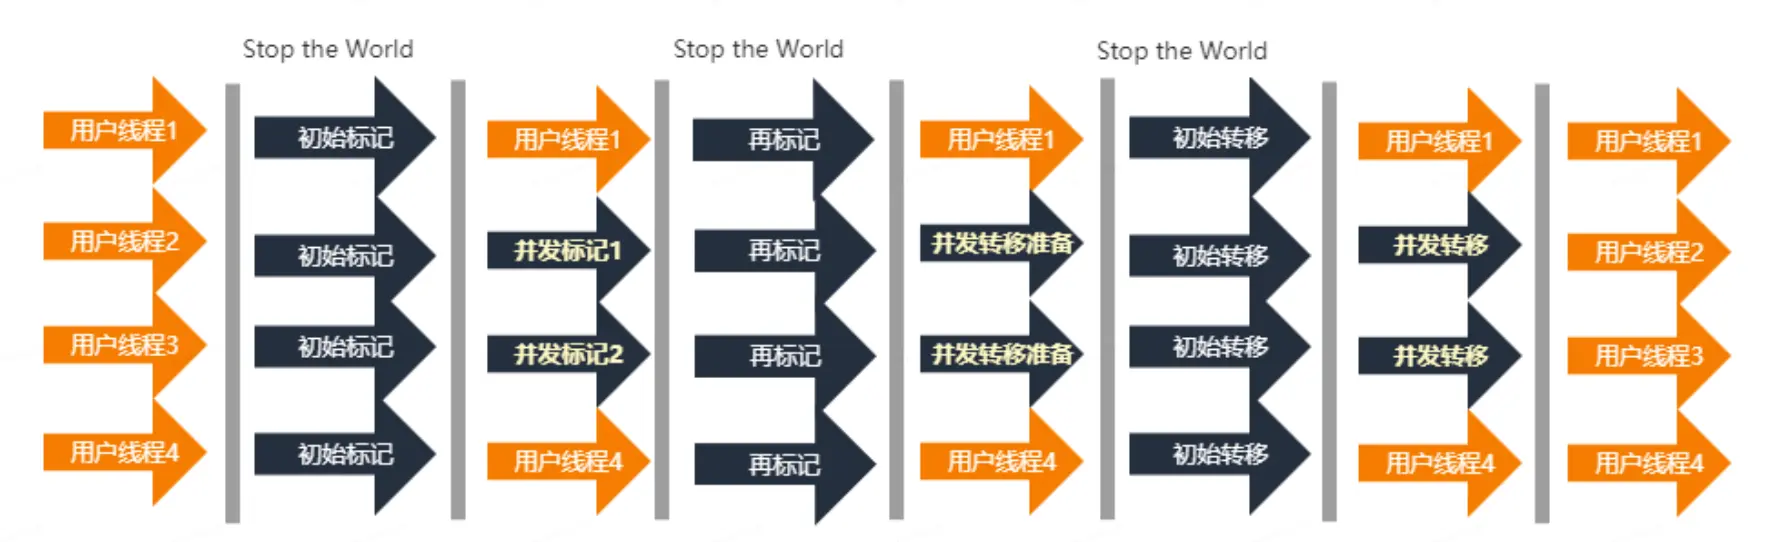 Stop the World
Stop the World
Stop the World
用户线程1
初始标记
用户线程1
再标记
用户线程1
初始转移
用户线程1
用户线程1
用户线程2
初始标记
并发标记1
再标记
并发转移准备
初始转移
并发转移
用户线程2
用户线程3
初始标记
并发标记2
再标记
并发转移准备
初始转移
并发转移
用户线程3
用户线程4
初始标记
用户线程4
再标记
用户线程4
初始转移
用户线程4
用户线程4